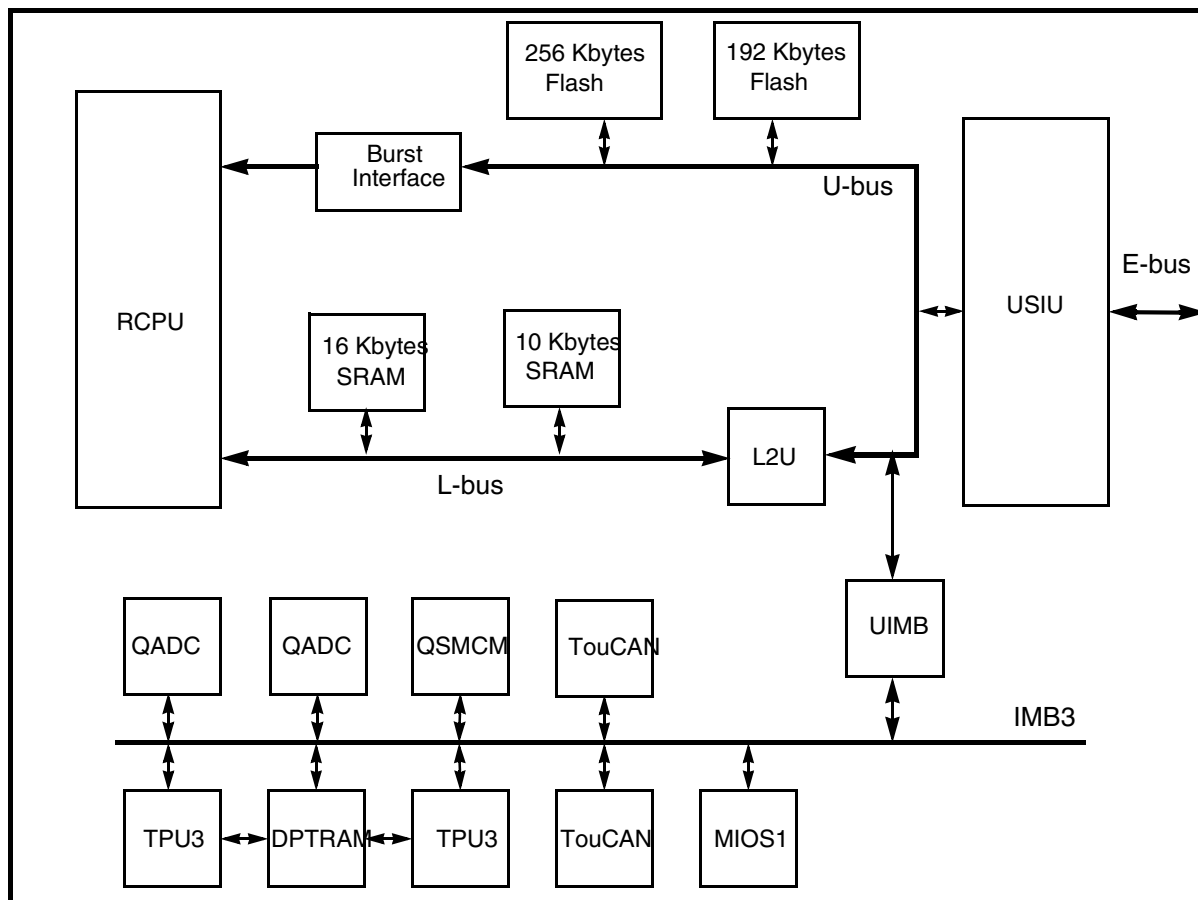 256 Kbytes
Flash
192 Kbytes
Flash
Burst
Interface
U-bus
E-bus
RCPU
USIU
16 Kbytes
SRAM
10 Kbytes
SRAM
L2U
L-bus
UIMB
QADC
QADC
QSMCM
TouCAN
IMB3
TPU3
DPTRAM
TPU3
TouCAN
MIOS1